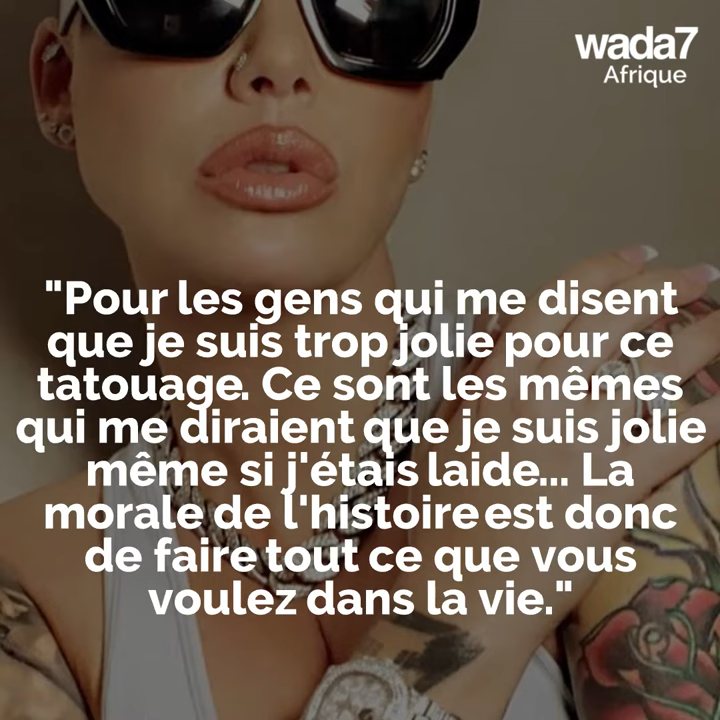 wada7
Afrique
"Pour les gens qui me disent
que je suis trop jolie pour ce
tatouage. Ce sont les mêmes
qui me diraient que je suis jolie
même si j'étais laide... La
morale de l'histoire est donc
de faire tout ce que vous
voulez dans la vie."